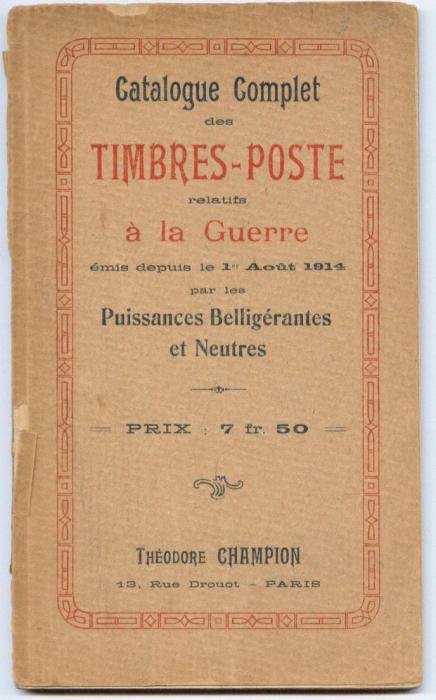 Catalogue Complet
des
TIMBRES-POSTE
relatifs
à la Guerre
émis depuis le 1er Août 1914
par les
Puissances Belligérantes
et Neutres
PRIX : 7 fr. 50
THÉODORE CHAMPION
13, Rue Drouot – PARIS